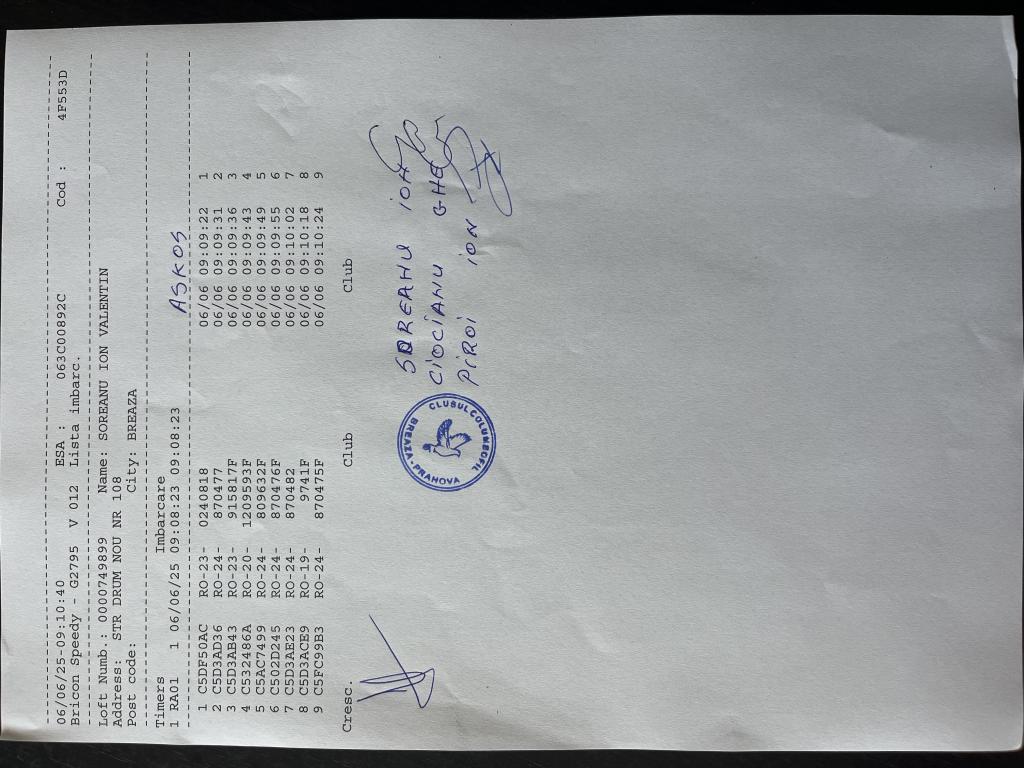 ------------------------------------------------------------
06/06/25-09:10:40 ESA : 063C00892C Cod : 4F553D
Bricon Speedy - G2795 V 012 Lista imbarc.
------------------------------------------------------------
Loft Numb.: 0000749899 Name: SOREANU ION VALENTIN
Address: STR DRUM NOU NR 108
Post code: City: BREAZA
------------------------------------------------------------
Timers Imbarcare
1 RA01 1 06/06/25 09:08:23 09:08:23 ASKOS
------------------------------------------------------------
1 C5DF50AC RO-23- 0240818 06/06 09:09:22 1
2 C5D3AD36 RO-24- 870477 06/06 09:09:31 2
3 C5D3AB43 RO-23- 915817F 06/06 09:09:36 3
4 C532486A RO-20- 1209593F 06/06 09:09:43 4
5 C5AC7499 RO-24- 809632F 06/06 09:09:49 5
6 C502D245 RO-24- 870476F 06/06 09:09:55 6
7 C5D3AE23 RO-24- 870482 06/06 09:10:02 7
8 C5D3ACE9 RO-19- 9741F 06/06 09:10:18 8
9 C5FC99B3 RO-24- 870475F 06/06 09:10:24 9
Cresc. Club Club
SOREANU ION
CIOCIANU GHE
PIROI ION
CLUBUL COLUMBOFIL
BREAZA-PRAHOVA